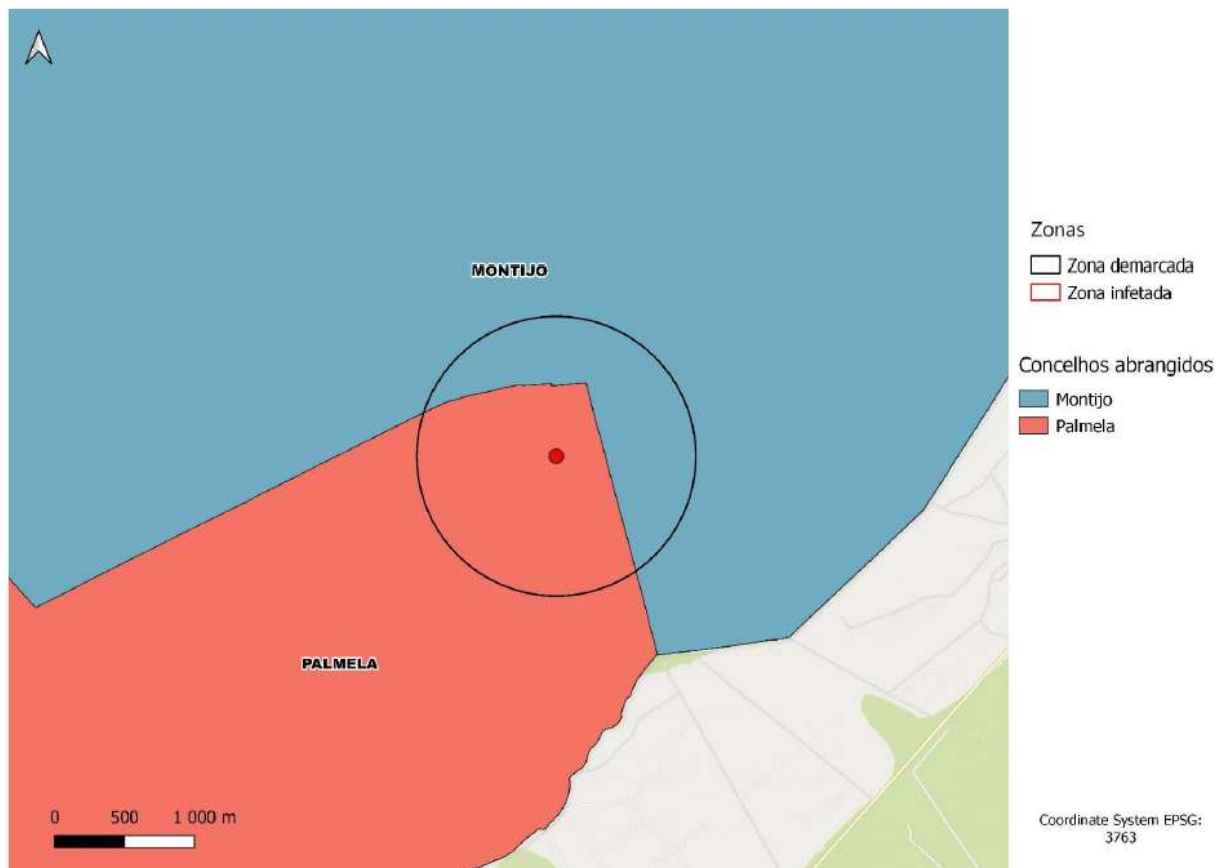 MONTIJO
PALMELA
0 500 1 000 m
Zonas
Zona demarcada
Zona infetada
Concelhos abrangidos
Montijo
Palmela
Coordinate System EPSG:
3763